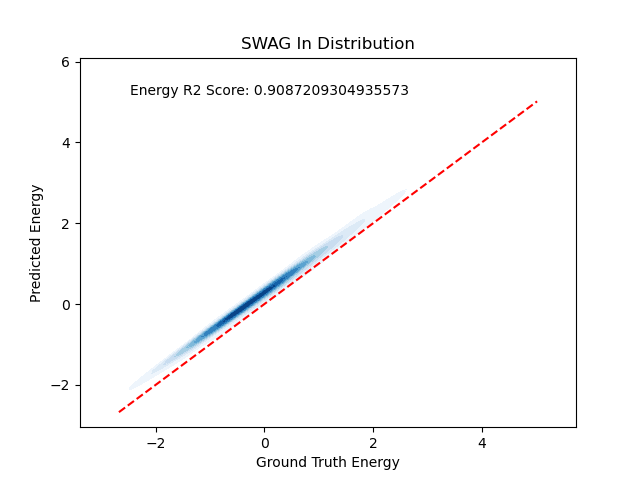 SWAG In Distribution
Energy R2 Score: 0.9087209304935573
6
4
2
0
−2
Predicted Energy
−2 0 2 4
Ground Truth Energy